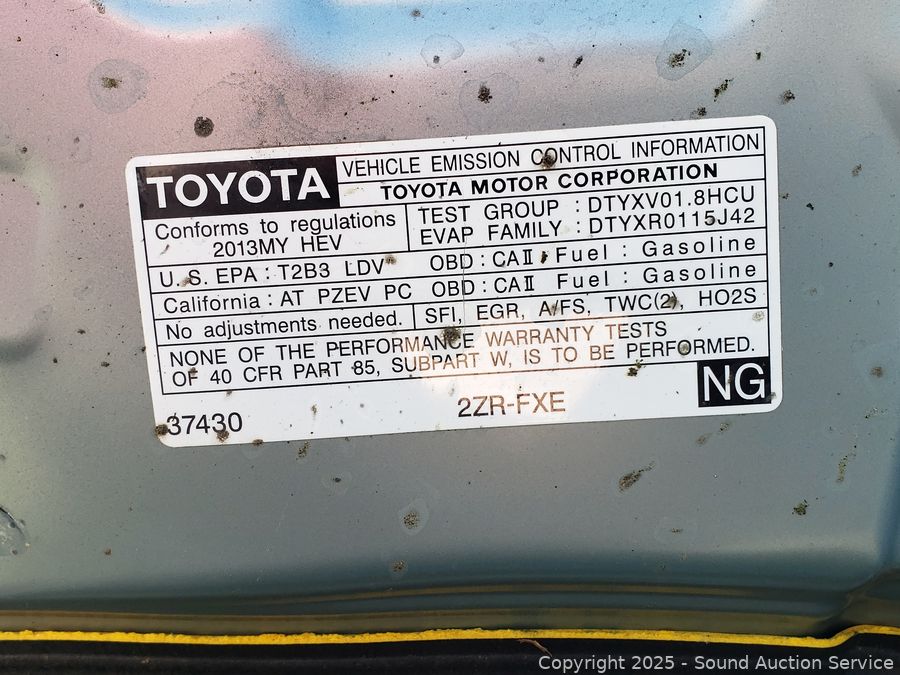 TOYOTA
VEHICLE EMISSION CONTROL INFORMATION
TOYOTA MOTOR CORPORATION
Conforms to regulations
2013MY HEV
TEST GROUP : DTYXV01.8HCU
EVAP FAMILY : DTYXR0115J42
U.S. EPA : T2B3 LDV OBD : CAⅡ Fuel : Gasoline
California : AT PZEV PC OBD : CAⅡ Fuel : Gasoline
No adjustments needed. SFI, EGR, A/FS, TWC(2), HO2S
NONE OF THE PERFORMANCE WARRANTY TESTS
OF 40 CFR PART 85, SUBPART W, IS TO BE PERFORMED.
37430
2ZR-FXE
NG
Copyright 2025 - Sound Auction Service